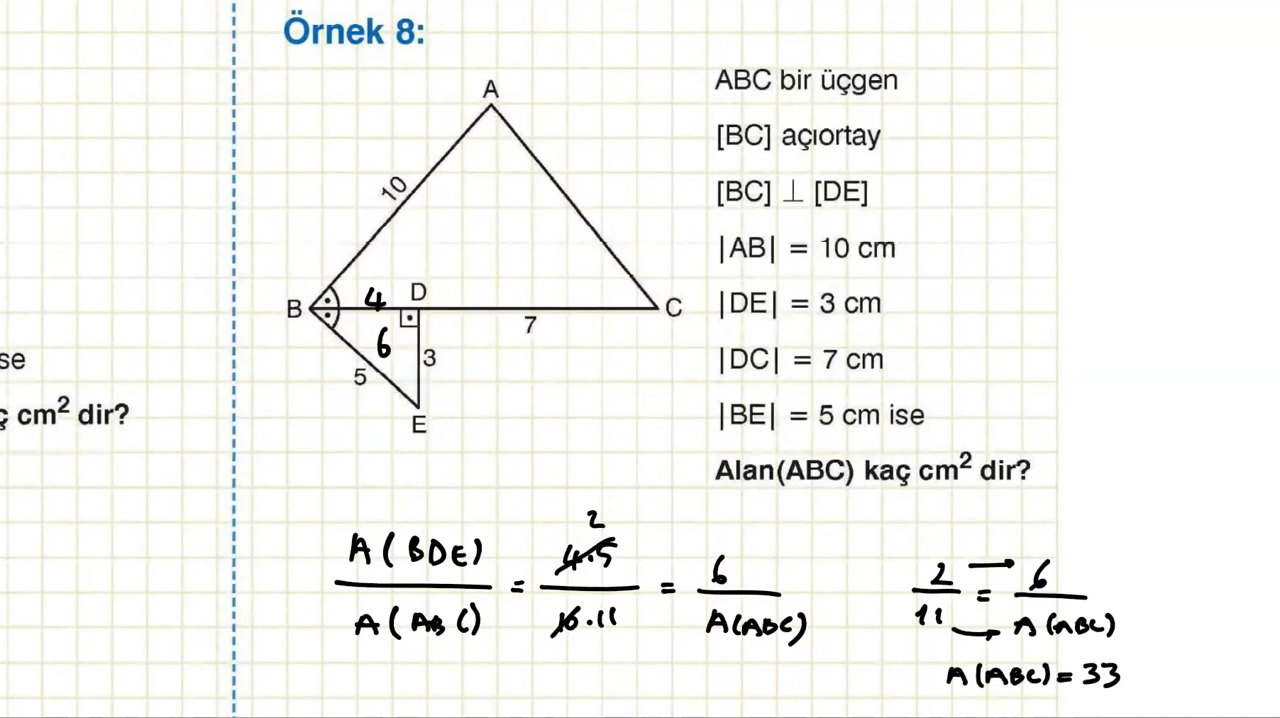 Örnek 8:
A
10
B
4
D
C
6
7
5
3
E
ABC bir üçgen
[BC] açıortay
[BC] ⊥ [DE]
|AB| = 10 cm
|DE| = 3 cm
|DC| = 7 cm
|BE| = 5 cm ise
Alan(ABC) kaç cm² dir?
se
ç cm² dir?
A(BDE)/A(ABC) = 4.5/10.11 = 6/A(ABC)
2
2/11 = 6/A(ABC)
A(ABC) = 33